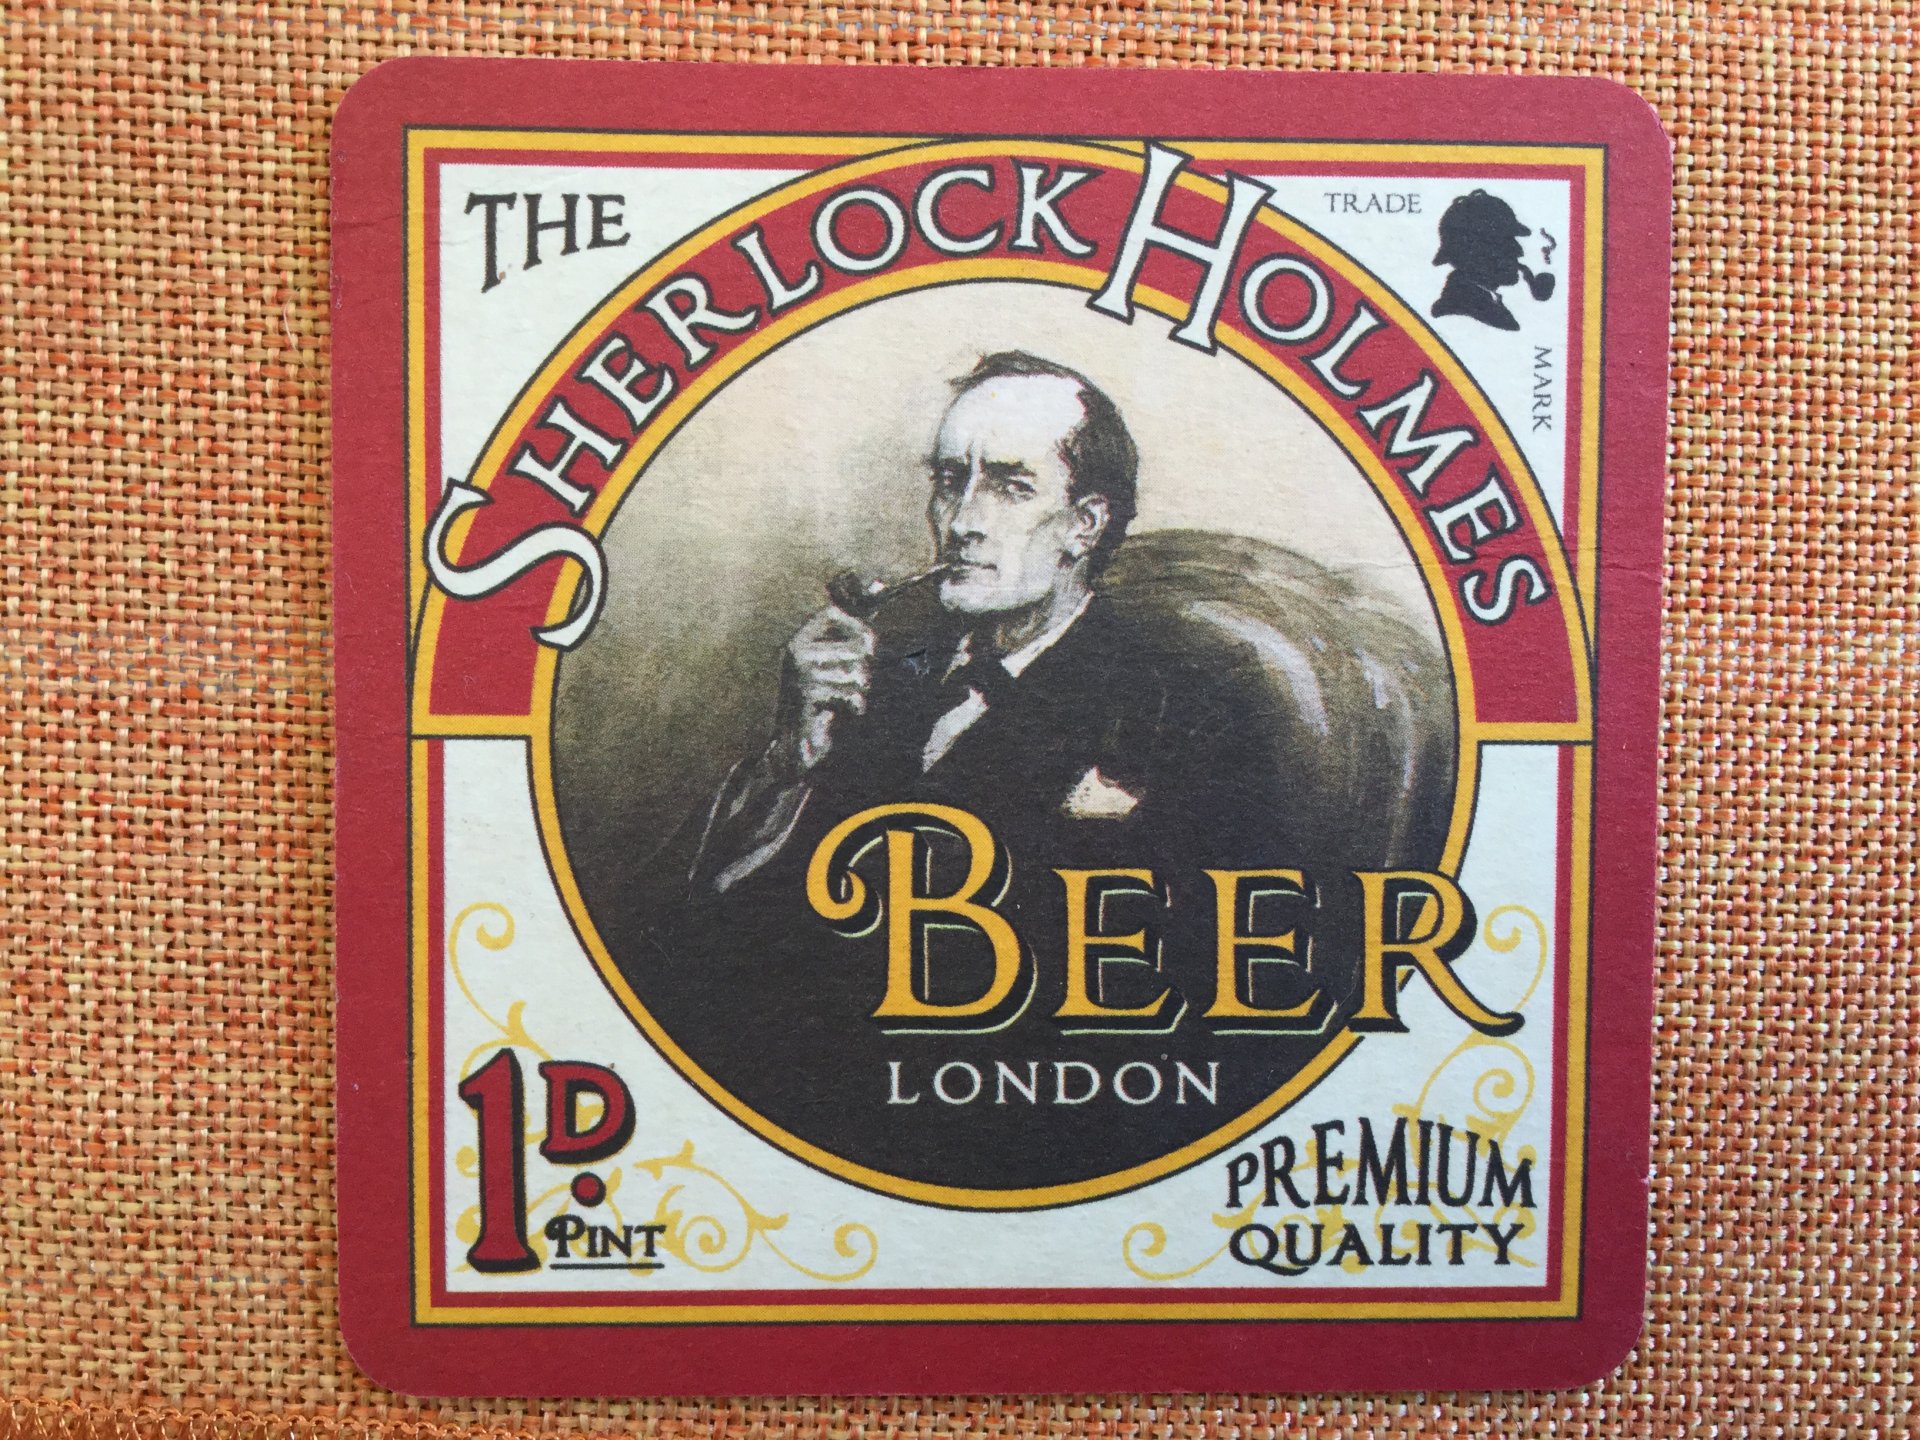 THE
SHERLOCK HOLMES
TRADE
MARK
BEER
LONDON
1D.
PINT
PREMIUM
QUALITY